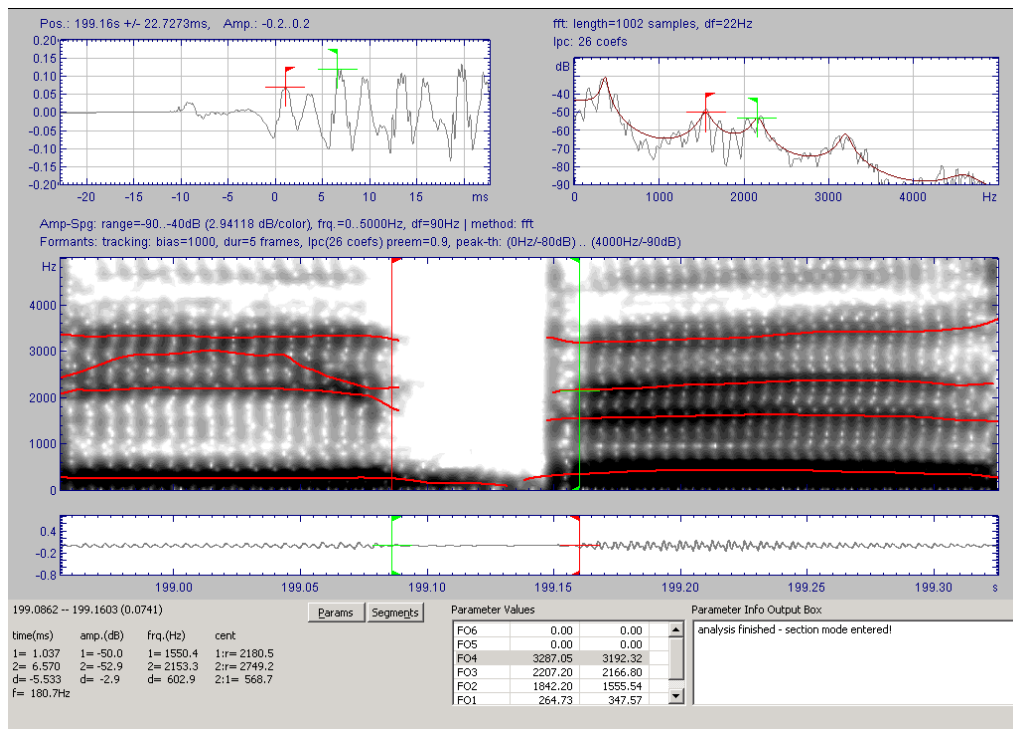 Pos.: 199.16s +/- 22.7273ms, Amp.: -0.2..0.2
0.20
0.15
0.10
0.05
0.00
-0.05
-0.10
-0.15
-0.20
-20 -15 -10 -5 0 5 10 15 ms
fft: length=1002 samples, df=22Hz
lpc: 26 coefs
dB
-40
-50
-60
-70
-80
-90
0 1000 2000 3000 4000 Hz
Amp-Spg: range=-90..-40dB (2.94118 dB/color), frq.=0..5000Hz, df=90Hz | method: fft
Formants: tracking: bias=1000, dur=5 frames, lpc(26 coefs) preem=0.9, peak-th: (0Hz/-80dB) .. (4000Hz/-90dB)
Hz
4000
3000
2000
1000
0
0.4
-0.2
-0.8
199.00 199.05 199.10 199.15 199.20 199.25 199.30 s
199.0862 -- 199.1603 (0.0741)
Params Segments
time(ms) amp.(dB) frq.(Hz) cent
1= 1.037 1= -50.0 1= 1550.4 1:r= 2180.5
2= 6.570 2= -52.9 2= 2153.3 2:r= 2749.2
d= -5.533 d= -2.9 d= 602.9 2:1= 568.7
f= 180.7Hz
Parameter Values
FO6 0.00 0.00
FO5 0.00 0.00
FO4 3287.05 3192.32
FO3 2207.20 2166.80
FO2 1842.20 1555.54
FO1 264.73 347.57
Parameter Info Output Box
analysis finished - section mode entered!